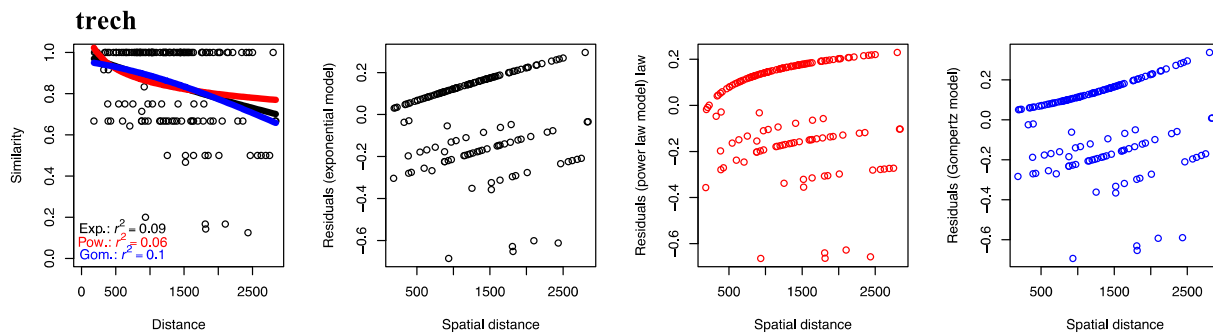 trech
Similarity
0.0
0.2
0.4
0.6
0.8
1.0
Exp.: r² = 0.09
Pow.: r² = 0.06
Gom.: r² = 0.1
0 500 1500 2500
Distance
Residuals (exponential model)
−0.6
−0.4
−0.2
0.0
0.2
500 1500 2500
Spatial distance
Residuals (power law model) law
−0.6
−0.4
−0.2
0.0
0.2
500 1500 2500
Spatial distance
Residuals (Gompertz model)
−0.6
−0.4
−0.2
0.0
0.2
500 1500 2500
Spatial distance